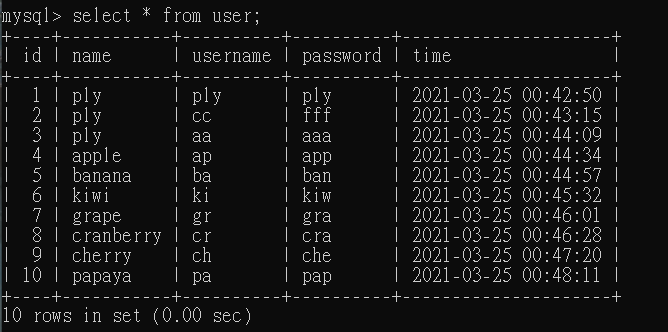 mysql> select * from user;
+----+-----------+----------+----------+---------------------+
| id | name      | username | password | time                |
+----+-----------+----------+----------+---------------------+
|  1 | ply       | ply      | ply      | 2021-03-25 00:42:50 |
|  2 | ply       | cc       | fff      | 2021-03-25 00:43:15 |
|  3 | ply       | aa       | aaa      | 2021-03-25 00:44:09 |
|  4 | apple     | ap       | app      | 2021-03-25 00:44:34 |
|  5 | banana    | ba       | ban      | 2021-03-25 00:44:57 |
|  6 | kiwi      | ki       | kiw      | 2021-03-25 00:45:32 |
|  7 | grape     | gr       | gra      | 2021-03-25 00:46:01 |
|  8 | cranberry | cr       | cra      | 2021-03-25 00:46:28 |
|  9 | cherry    | ch       | che      | 2021-03-25 00:47:20 |
| 10 | papaya    | pa       | pap      | 2021-03-25 00:48:11 |
+----+-----------+----------+----------+---------------------+
10 rows in set (0.00 sec)